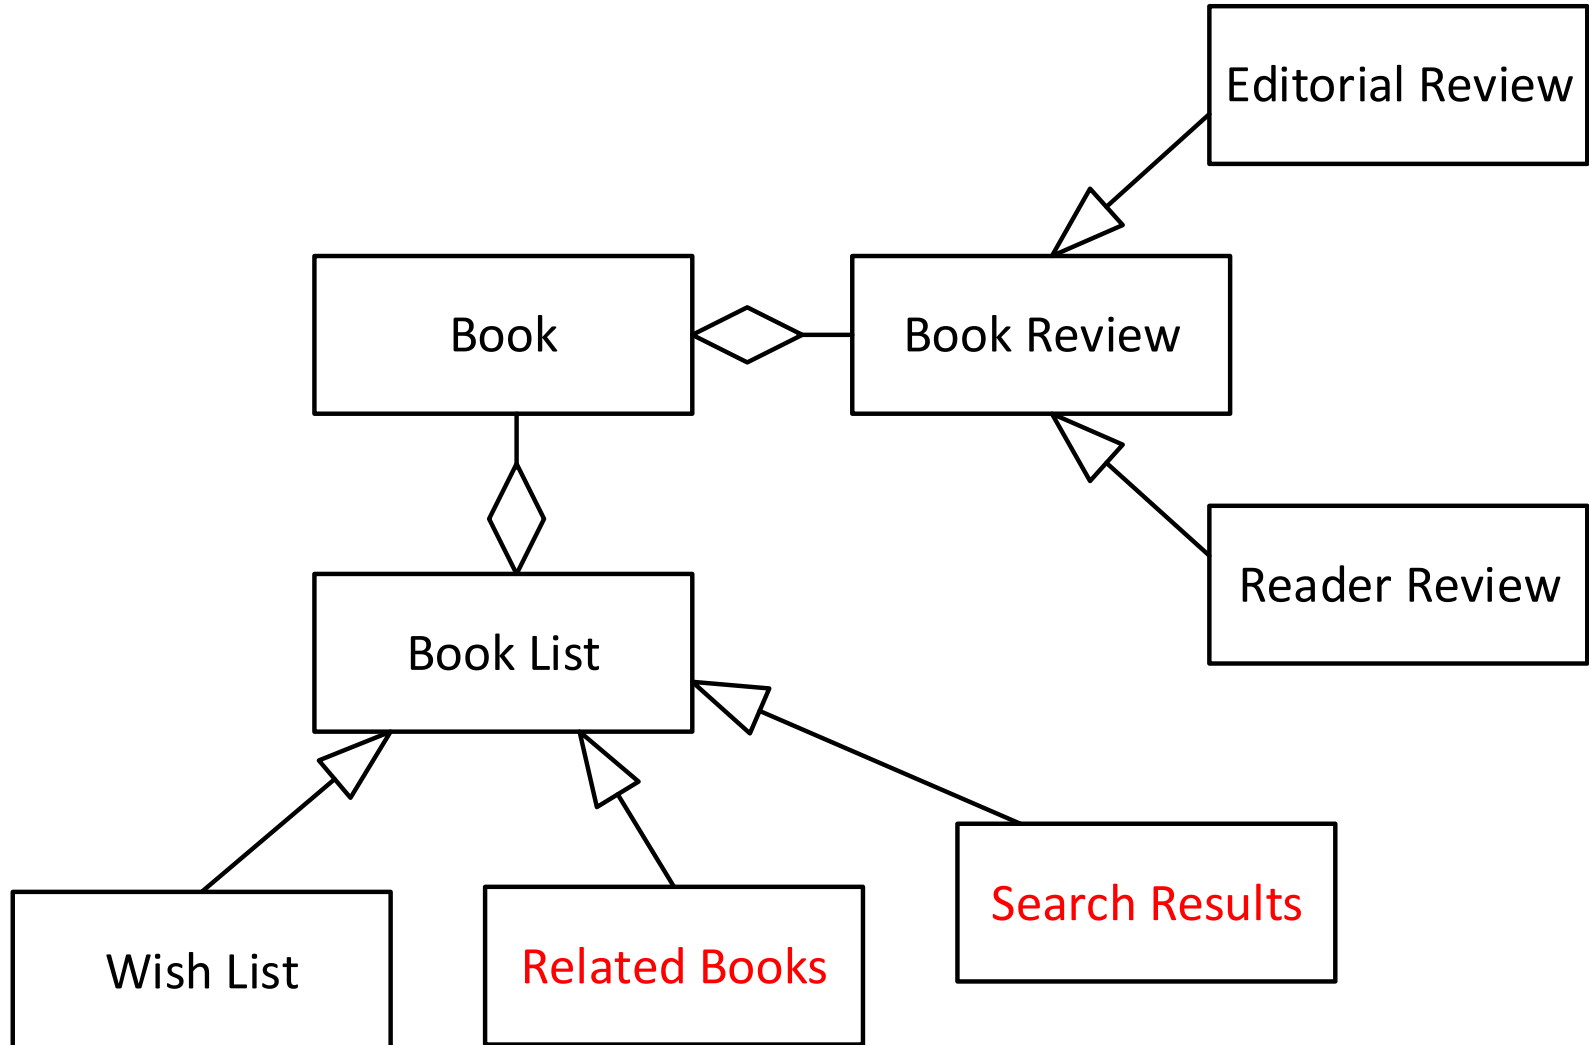 Editorial Review
Book
Book Review
Reader Review
Book List
Search Results
Related Books
Wish List